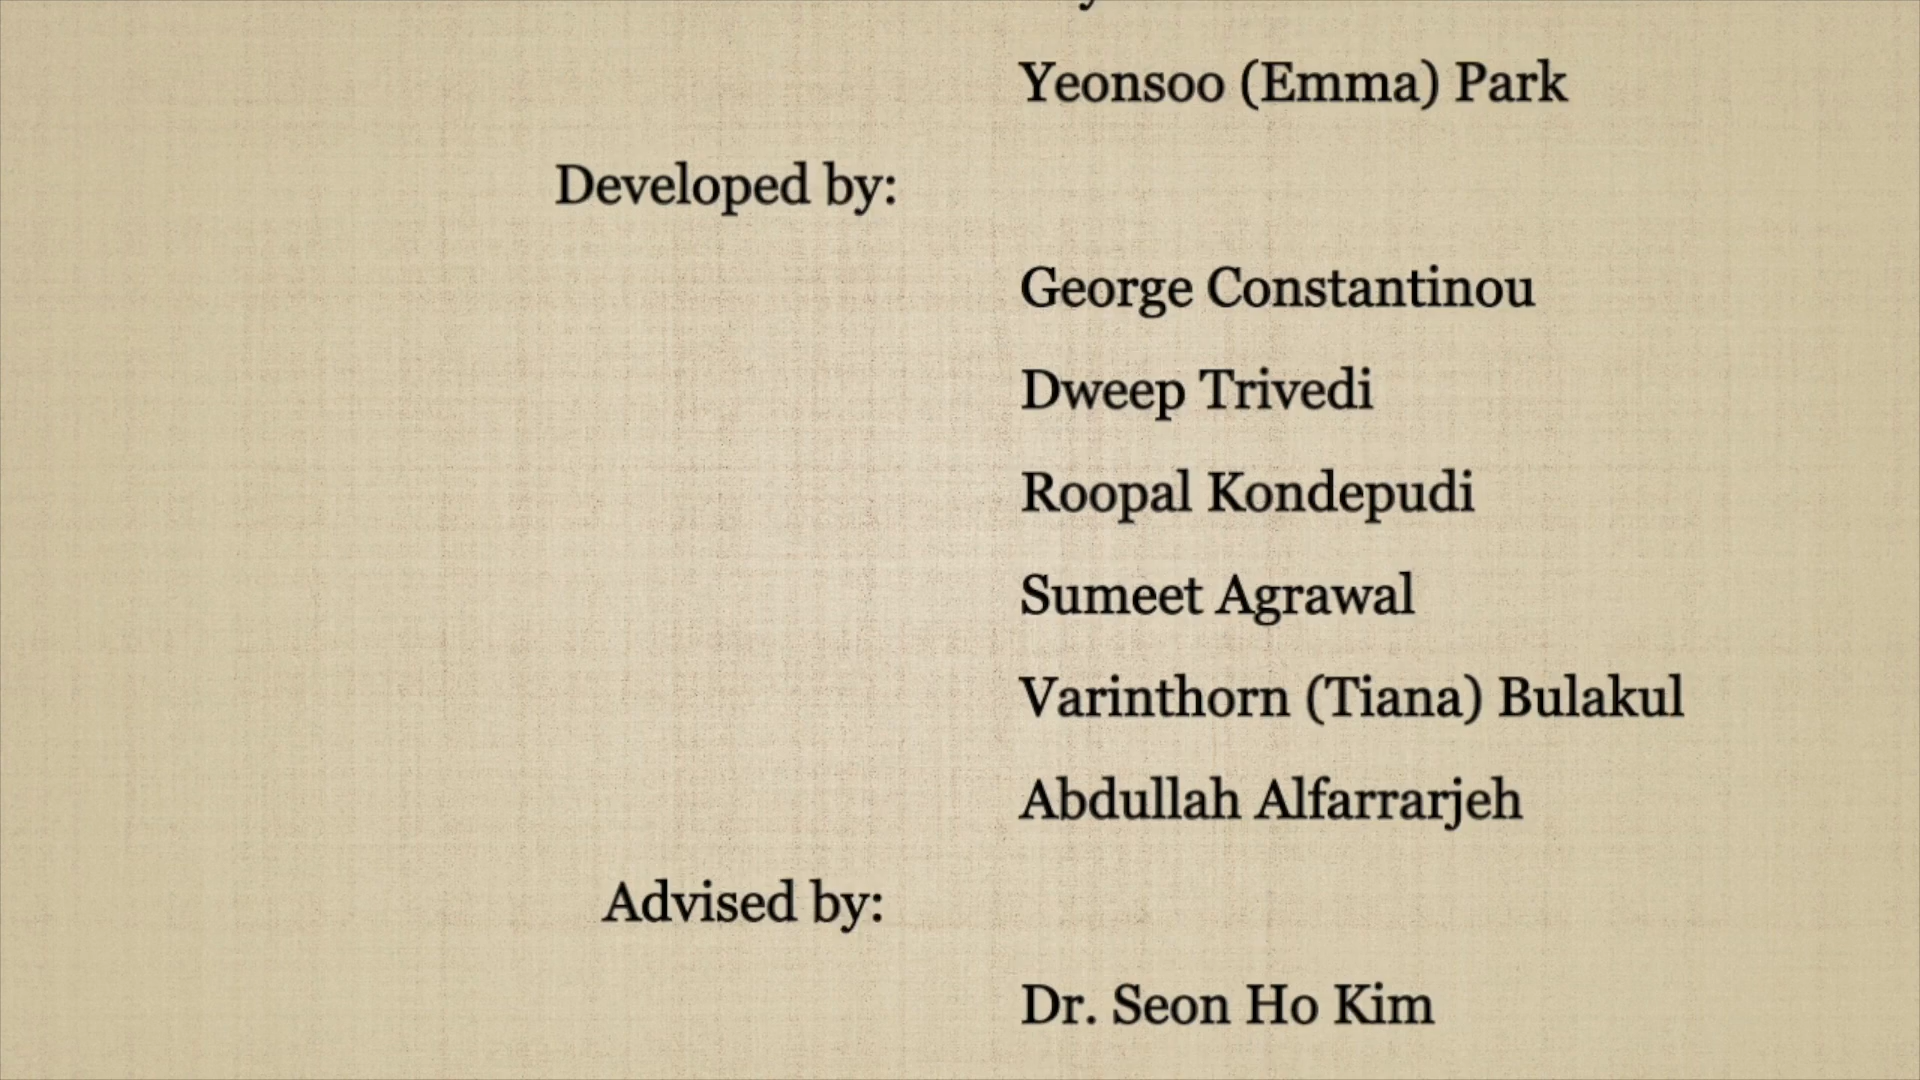 Yeonsoo (Emma) Park
Developed by:
George Constantinou
Dweep Trivedi
Roopal Kondepudi
Sumeet Agrawal
Varinthorn (Tiana) Bulakul
Abdullah Alfarrarjeh
Advised by:
Dr. Seon Ho Kim